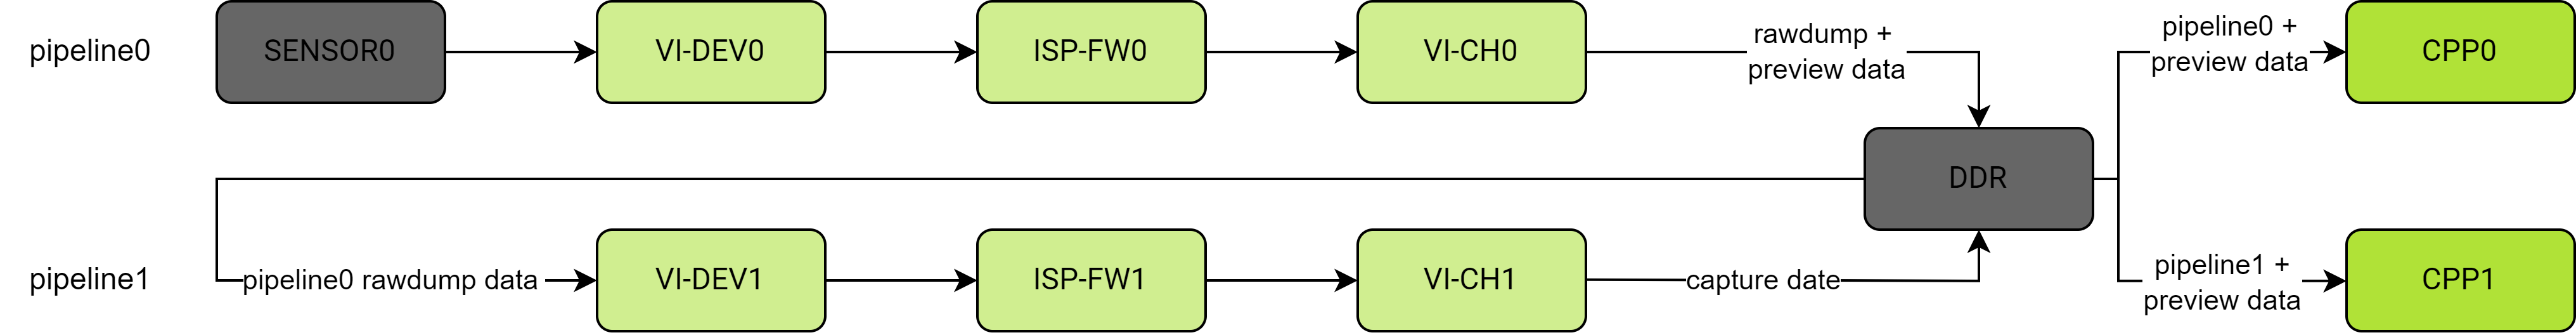 pipeline0
SENSOR0
VI-DEV0
ISP-FW0
VI-CH0
rawdump +
preview data
pipeline0 +
preview data
CPP0
DDR
pipeline1
pipeline0 rawdump data
VI-DEV1
ISP-FW1
VI-CH1
capture date
pipeline1 +
preview data
CPP1